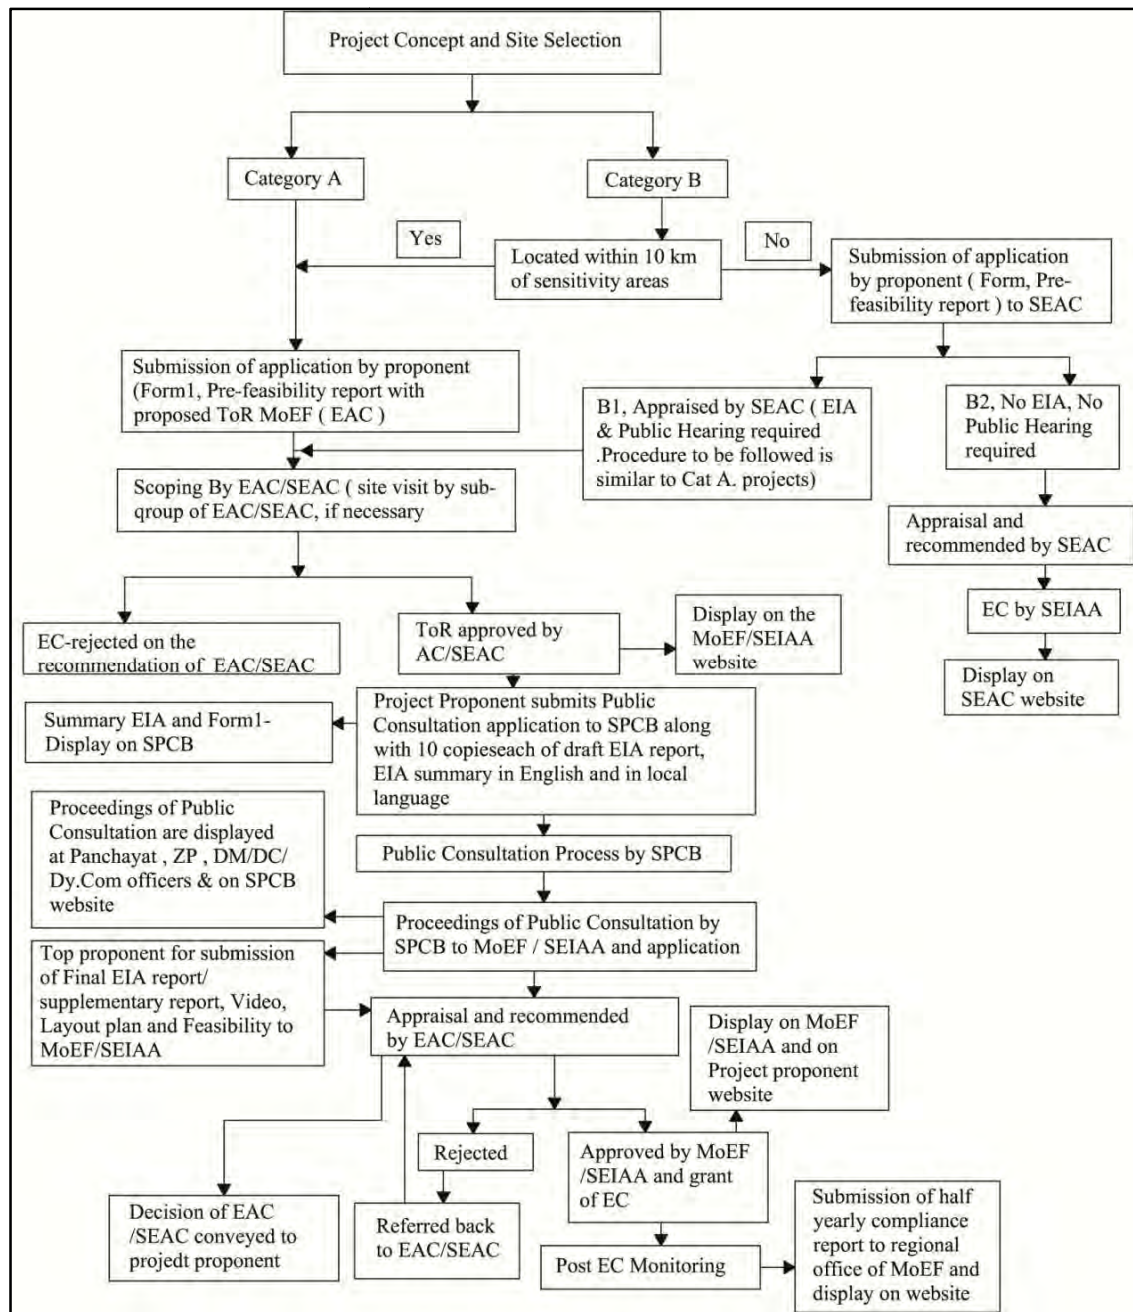 Project Concept and Site Selection
Category A
Category B
Yes
Located within 10 km
of sensitivity areas
No
Submission of application
by proponent ( Form, Pre-
feasibility report ) to SEAC
Submission of application by proponent
(Form1, Pre-feasibility report with
proposed ToR MoEF ( EAC )
B1, Appraised by SEAC ( EIA
& Public Hearing required
.Procedure to be followed is
similar to Cat A. projects)
B2, No EIA, No
Public Hearing
required
Scoping By EAC/SEAC ( site visit by sub-
qroup of EAC/SEAC, if necessary
Appraisal and
recommended by SEAC
EC by SEIAA
Display on
SEAC website
EC-rejected on the
recommendation of EAC/SEAC
ToR approved by
AC/SEAC
Display on the
MoEF/SEIAA
website
Summary EIA and Form1-
Display on SPCB
Project Proponent submits Public
Consultation application to SPCB along
with 10 copieseach of draft EIA report,
EIA summary in English and in local
language
Proceedings of Public
Consultation are displayed
at Panchayat , ZP , DM/DC/
Dy.Com officers & on SPCB
website
Public Consultation Process by SPCB
Proceedings of Public Consultation by
SPCB to MoEF / SEIAA and application
Top proponent for submission
of Final EIA report/
supplementary report, Video,
Layout plan and Feasibility to
MoEF/SEIAA
Appraisal and recommended
by EAC/SEAC
Display on MoEF
/SEIAA and on
Project proponent
website
Rejected
Approved by MoEF
/SEIAA and grant
of EC
Decision of EAC
/SEAC conveyed to
projedt proponent
Referred back
to EAC/SEAC
Post EC Monitoring
Submission of half
yearly compliance
report to regional
office of MoEF and
display on website